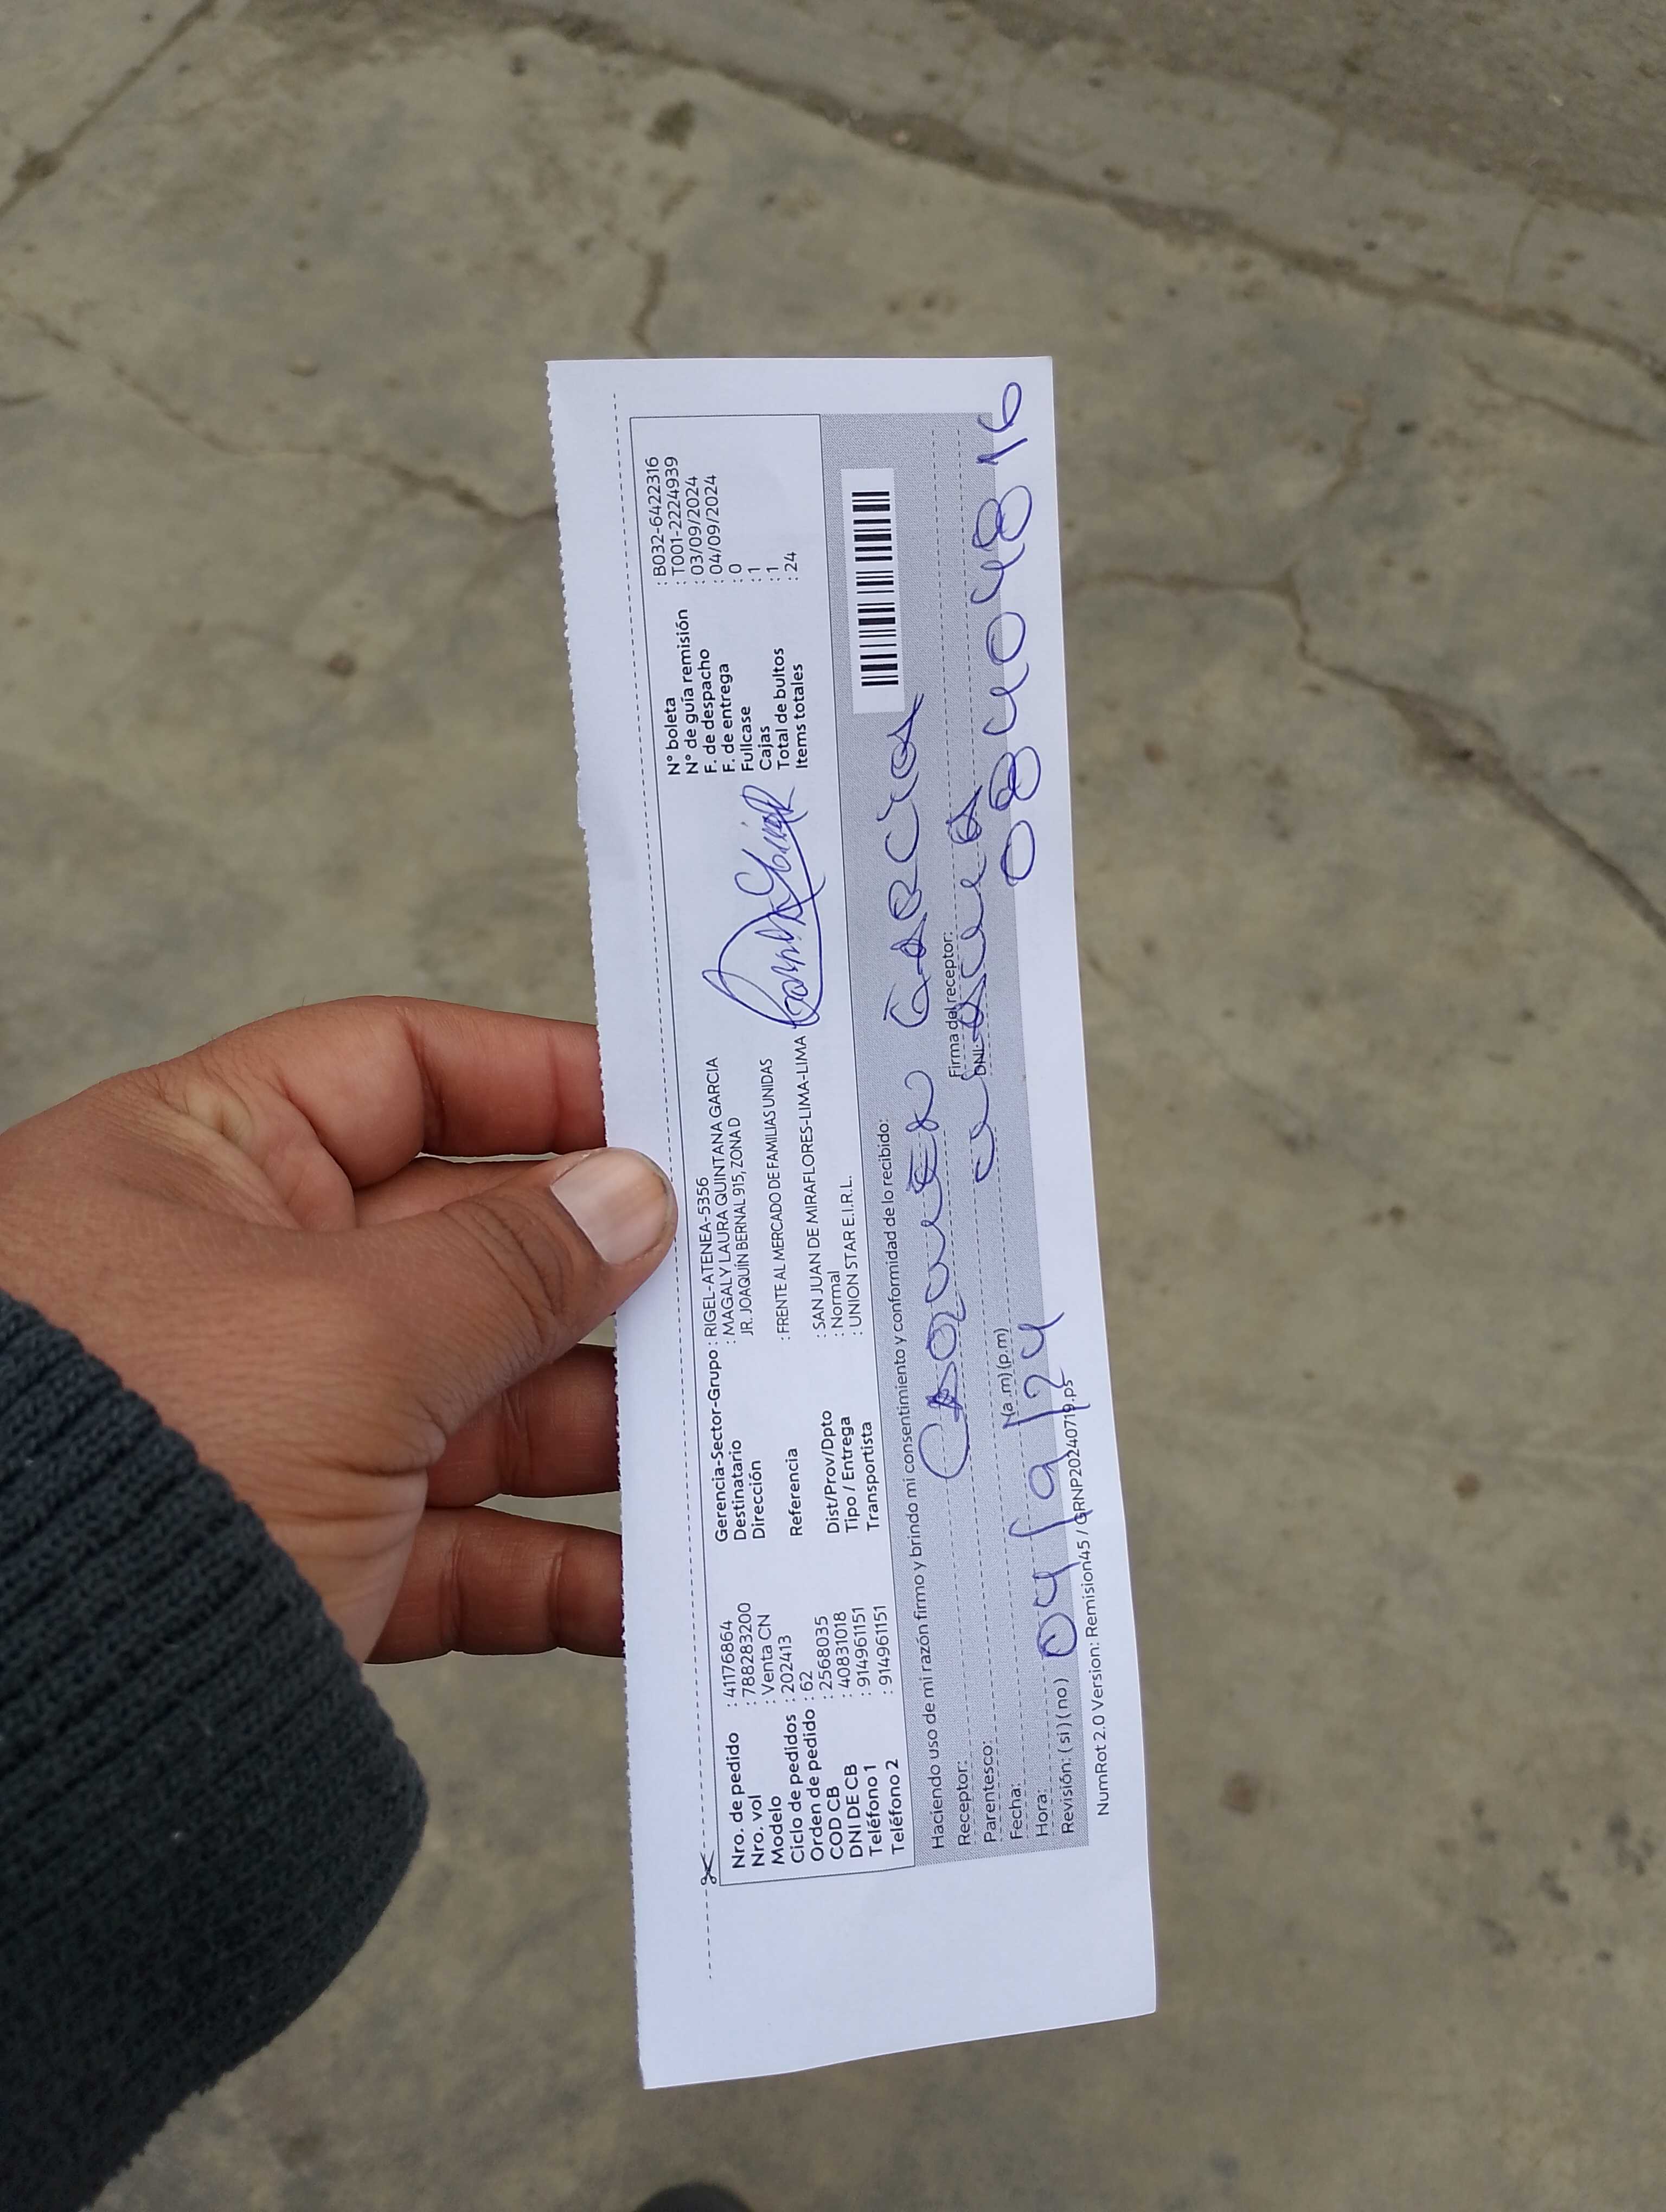 Nro. de pedido : 41176864
Nro. vol : 788283200
Modelo : Venta CN
Ciclo de pedidos : 202413
Orden de pedido : 62
COD CB : 2568035
DNI DE CB : 40831018
Teléfono 1 : 914961151
Teléfono 2 : 914961151
Gerencia-Sector-Grupo : RIGEL-ATENEA-5356
Destinatario : MAGALY LAURA QUINTANA GARCIA
Dirección JR. JOAQUIN BERNAL 915, ZONA D
Referencia : FRENTE AL MERCADO DE FAMILIAS UNIDAS
Dist/Prov/Dpto : SAN JUAN DE MIRAFLORES-LIMA-LIMA
Tipo / Entrega : Normal
Transportista : UNION STAR E.I.R.L.
N° boleta : B032-6422316
N° de guía remisión : T001-2224939
F. de despacho : 03/09/2024
F. de entrega : 04/09/2024
Fullcase : 0
Cajas : 1
Total de bultos : 1
Items totales : 24
Haciendo uso de mi razón firmo y brindo mi consentimiento y conformidad de lo recibido:
Receptor: GARCIA
Parentesco: Firma del receptor:
Fecha: DNI: 08404816
Hora: (a.m)(p.m)
Revisión: (si) (no) 04/9/24
NumRot 2.0 Version: Remision45 / GRNP20240719.ps